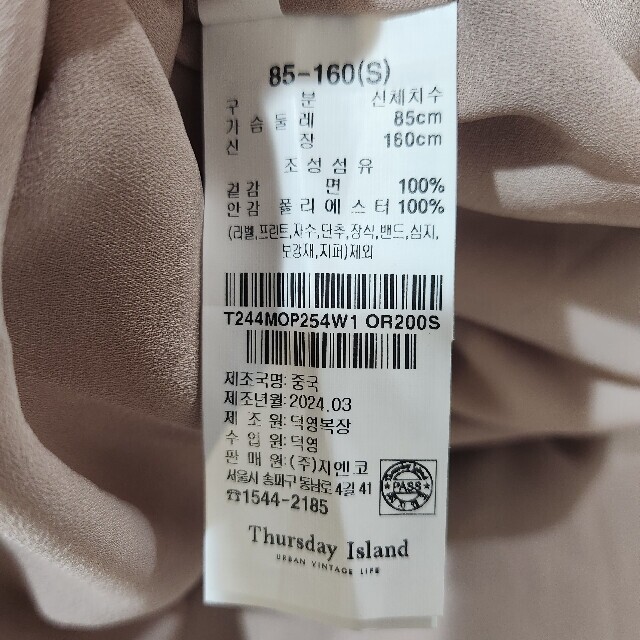 85-160(S)
구 분 신체치수
가슴둘레 85cm
신 장 160cm
조성섬유
겉감 면 100%
안감 폴리에스터 100%
(라벨,프린트,자수,단추,장식,밴드,심지,
보강재,지퍼)제외
T244MOP254W1 OR200S
제조국명:중국
제조년월:2024.03
제 조 원:덕영복장
수 입 원:덕영
판 매 원:(주)지엔코
서울시 송파구 동남로 4길 41
☎1544-2185
PASS
Thursday Island
URBAN VINTAGE LIFE